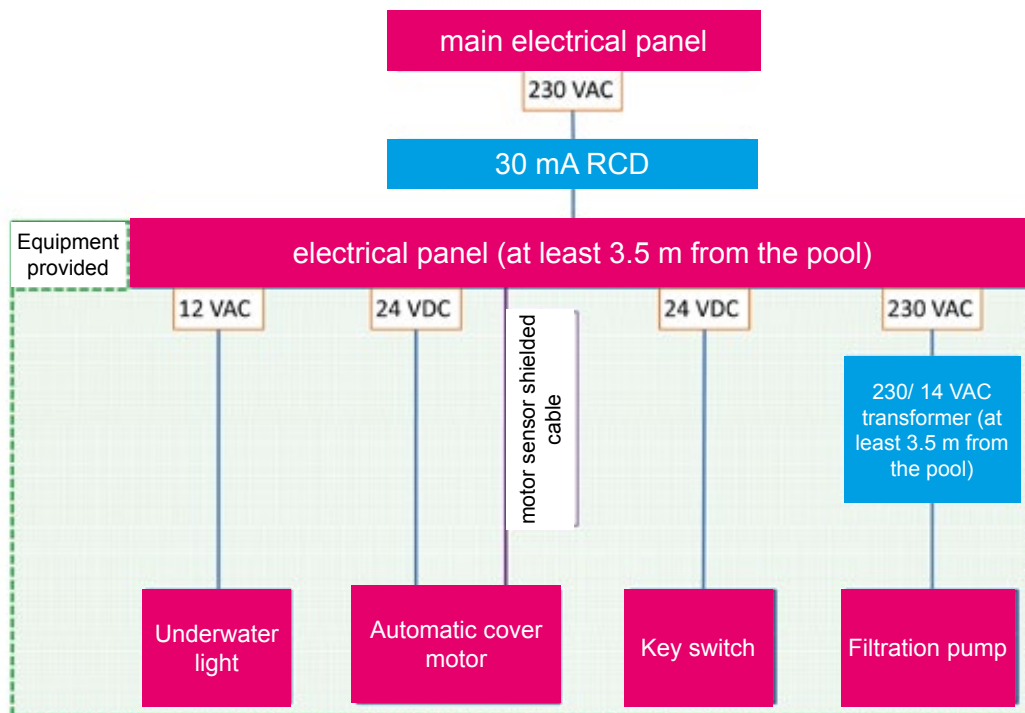 main electrical panel
230 VAC
30 mA RCD
Equipment
provided
electrical panel (at least 3.5 m from the pool)
12 VAC
24 VDC
motor sensor shielded
cable
24 VDC
230 VAC
230/ 14 VAC
transformer (at
least 3.5 m from
the pool)
Underwater
light
Automatic cover
motor
Key switch
Filtration pump